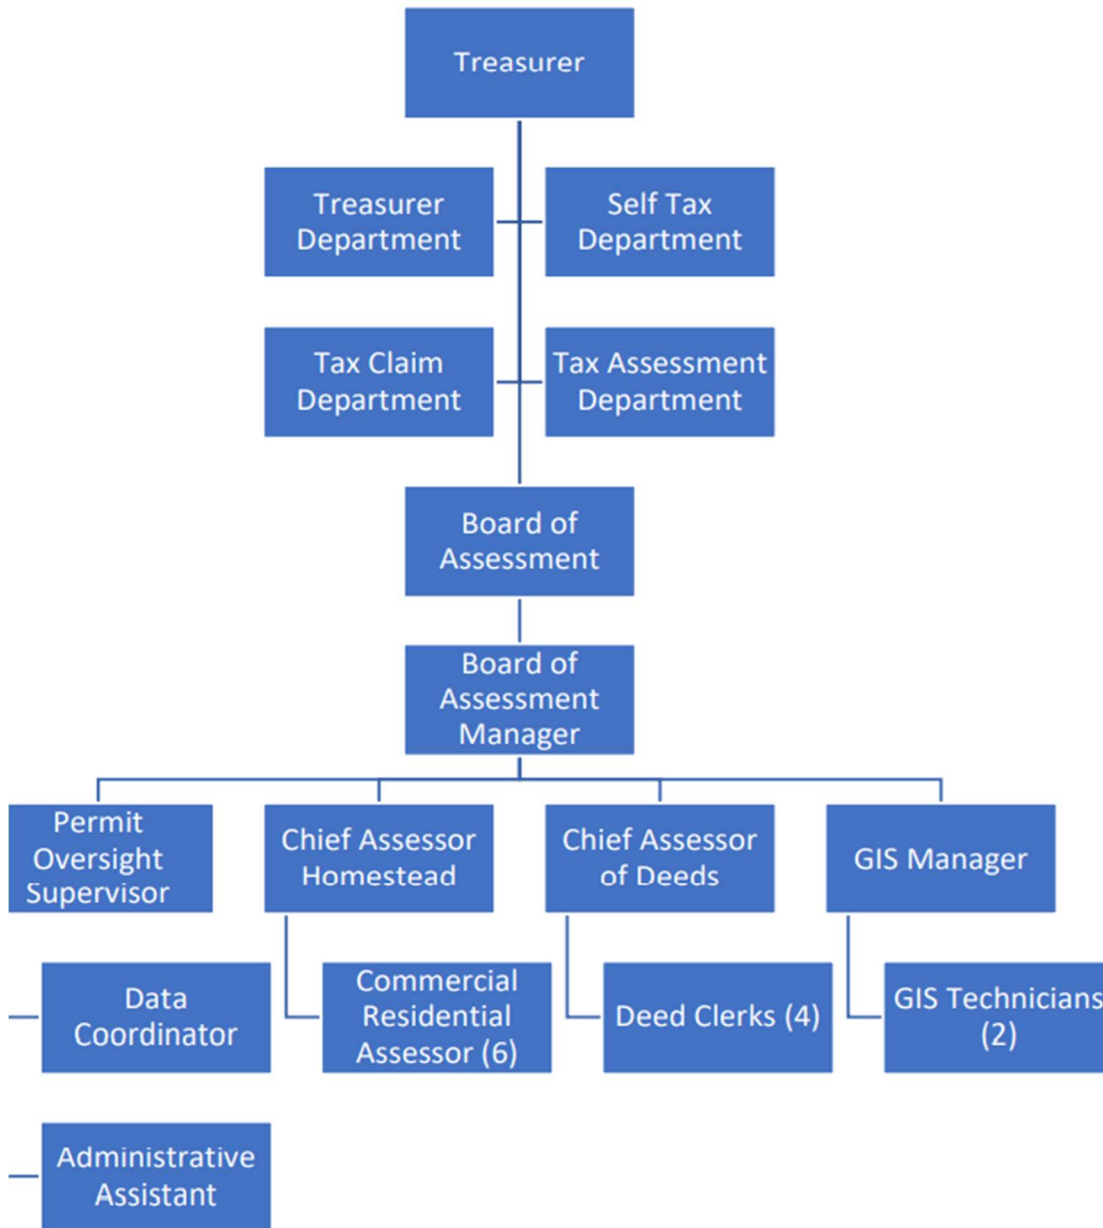 Treasurer
Treasurer
Department
Self Tax
Department
Tax Claim
Department
Tax Assessment
Department
Board of
Assessment
Board of
Assessment
Manager
Permit
Oversight
Supervisor
Chief Assessor
Homestead
Chief Assessor
of Deeds
GIS Manager
Data
Coordinator
Commercial
Residential
Assessor (6)
Deed Clerks (4)
GIS Technicians
(2)
Administrative
Assistant